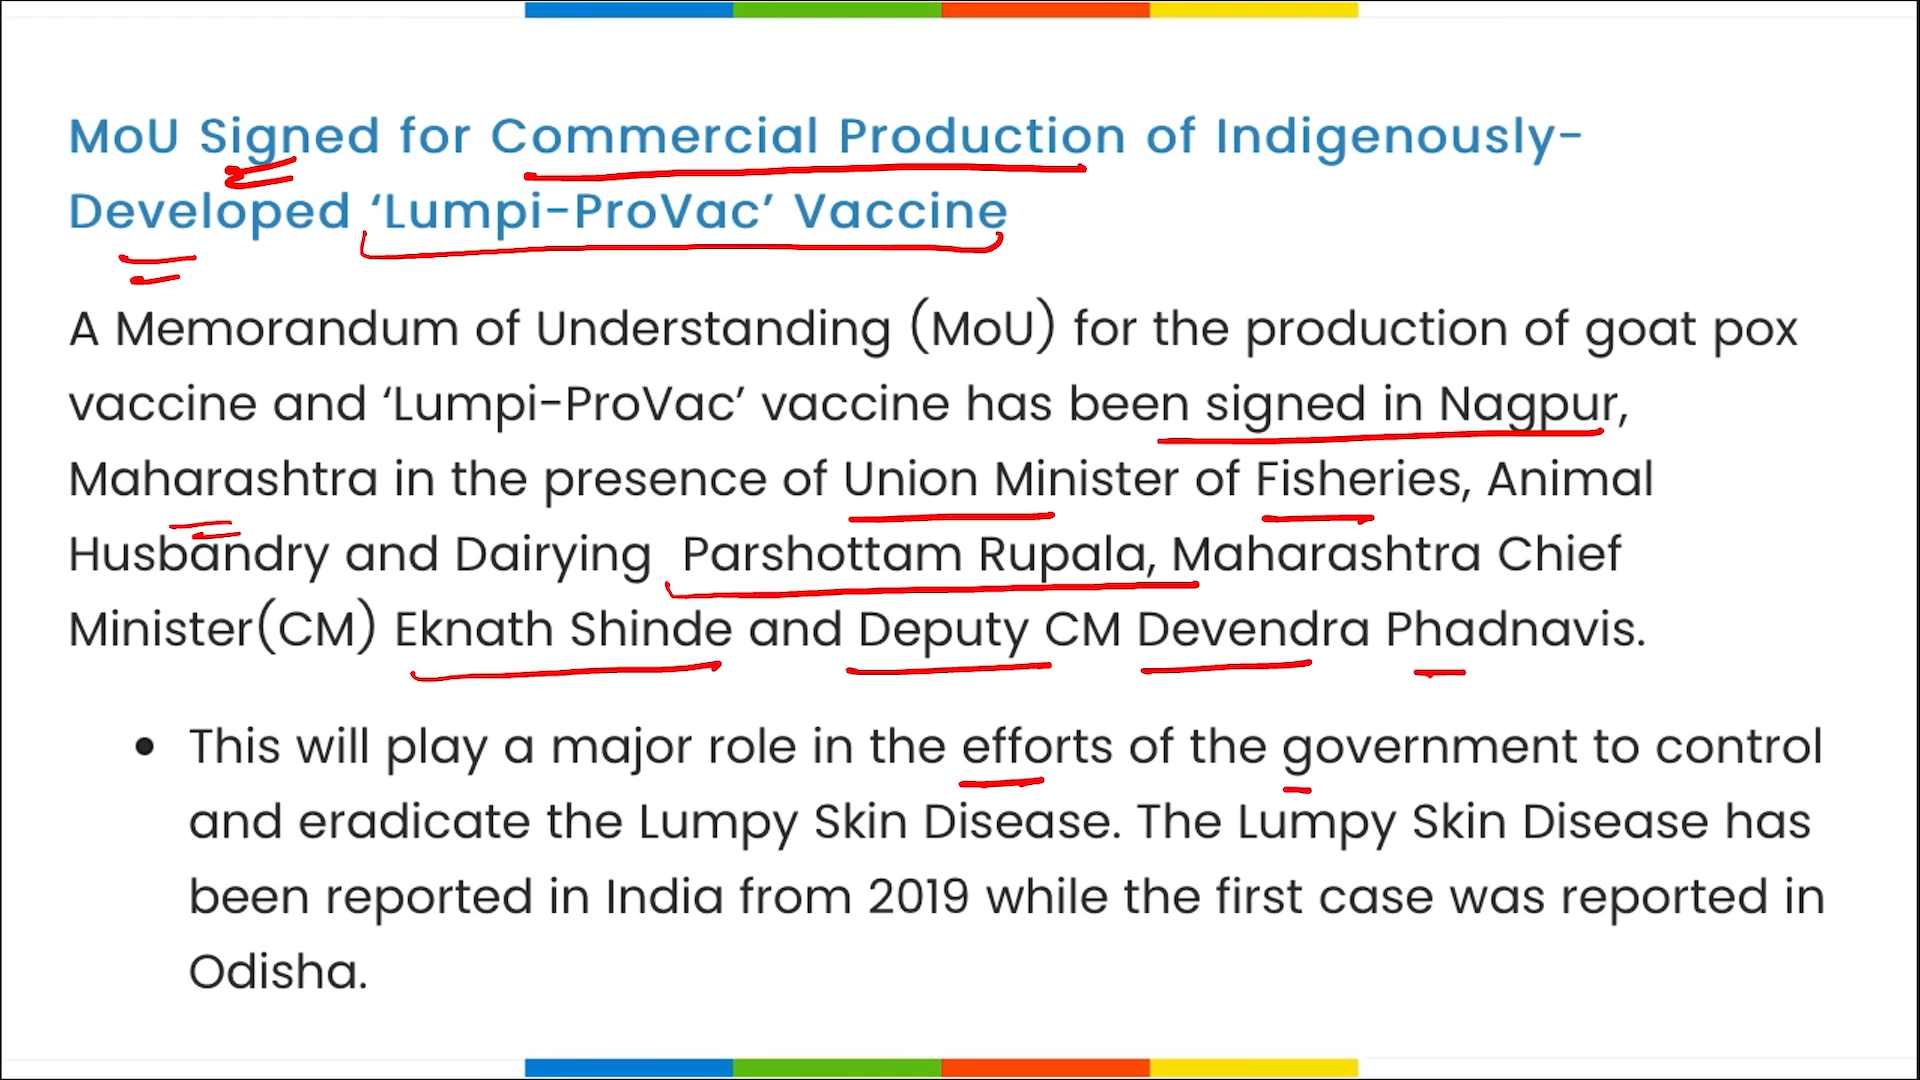 MoU Signed for Commercial Production of Indigenously-
Developed ‘Lumpi-ProVac’ Vaccine
A Memorandum of Understanding (MoU) for the production of goat pox
vaccine and ‘Lumpi-ProVac’ vaccine has been signed in Nagpur,
Maharashtra in the presence of Union Minister of Fisheries, Animal
Husbandry and Dairying Parshottam Rupala, Maharashtra Chief
Minister(CM) Eknath Shinde and Deputy CM Devendra Phadnavis.
• This will play a major role in the efforts of the government to control
and eradicate the Lumpy Skin Disease. The Lumpy Skin Disease has
been reported in India from 2019 while the first case was reported in
Odisha.